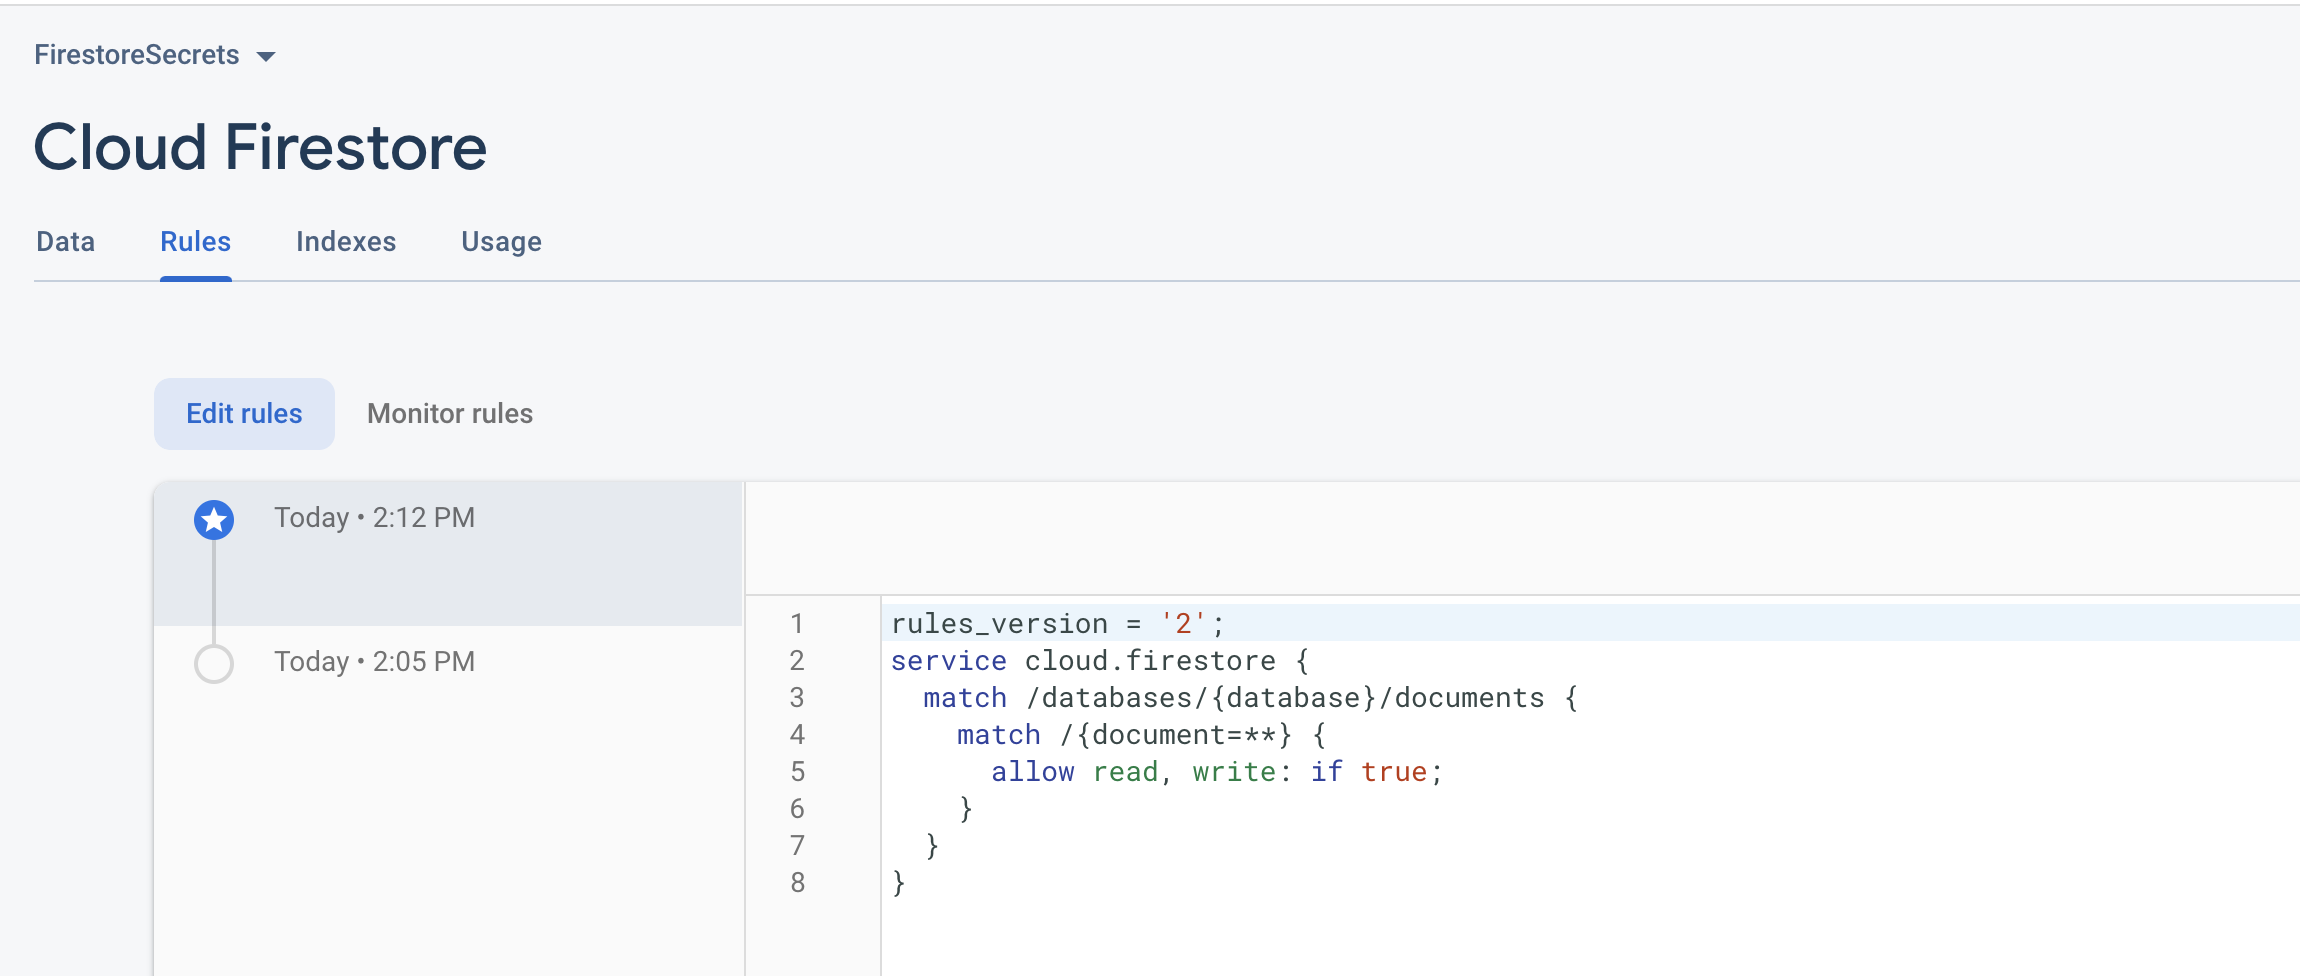 FirestoreSecrets
Cloud Firestore
Data Rules Indexes Usage
Edit rules Monitor rules
Today • 2:12 PM
Today • 2:05 PM
1 rules_version = '2';
2 service cloud.firestore {
3   match /databases/{database}/documents {
4     match /{document=**} {
5       allow read, write: if true;
6     }
7   }
8 }